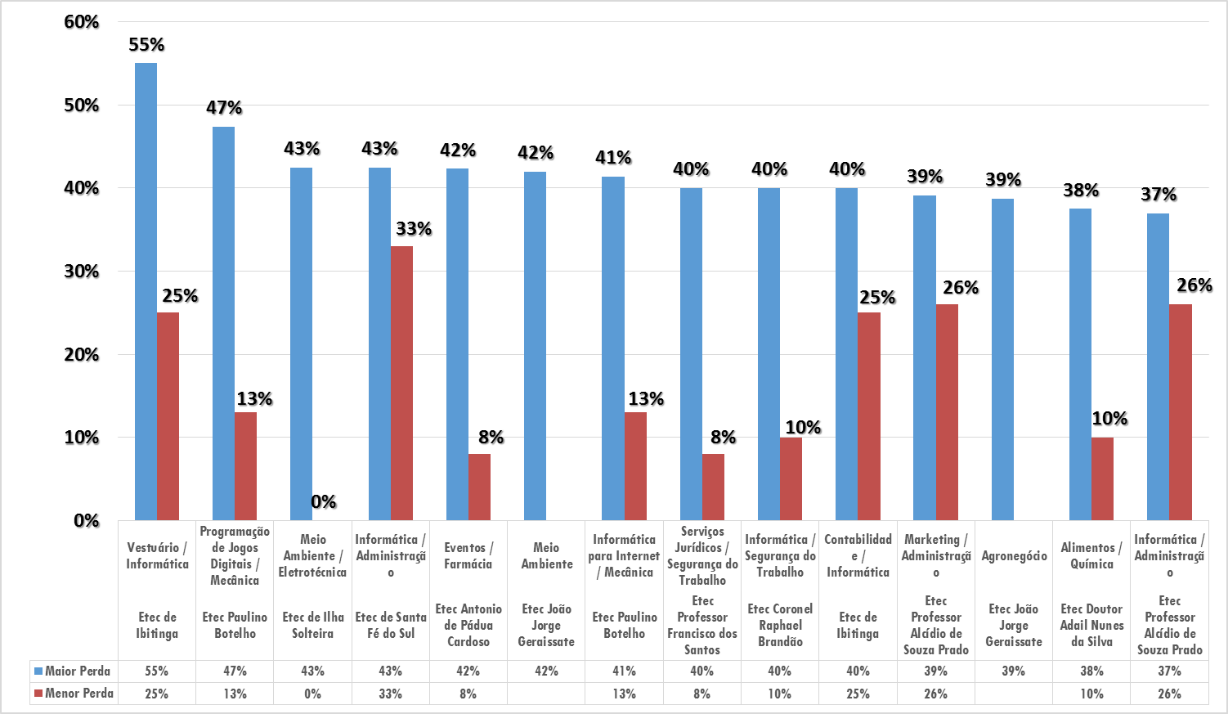 60%
50%
40%
30%
20%
10%
0%
55%
25%
47%
13%
43%
0%
43%
33%
42%
8%
42%
41%
13%
40%
8%
40%
10%
40%
25%
39%
26%
39%
38%
10%
37%
26%
Vestuário /
Informática
Programação
de Jogos
Digitais /
Mecânica
Meio
Ambiente /
Eletrotécnica
Informática /
Administraçã
o
Eventos /
Farmácia
Meio
Ambiente
Informática
para Internet
/ Mecânica
Serviços
Jurídicos /
Segurança do
Trabalho
Informática /
Segurança do
Trabalho
Contabilidad
e /
Informática
Marketing /
Administraçã
o
Agronegócio
Alimentos /
Química
Informática /
Administraçã
o
Etec de
Ibitinga
Etec Paulino
Botelho
Etec de Ilha
Solteira
Etec de Santa
Fé do Sul
Etec Antonio
de Pádua
Cardoso
Etec João
Jorge
Geraissate
Etec Paulino
Botelho
Etec
Professor
Francisco dos
Santos
Etec Coronel
Raphael
Brandão
Etec de
Ibitinga
Etec
Professor
Alcídio de
Souza Prado
Etec João
Jorge
Geraissate
Etec Doutor
Adail Nunes
da Silva
Etec
Professor
Alcídio de
Souza Prado
Maior Perda 55% 47% 43% 43% 42% 42% 41% 40% 40% 40% 39% 39% 38% 37%
Menor Perda 25% 13% 0% 33% 8% 13% 8% 10% 25% 26% 10% 26%